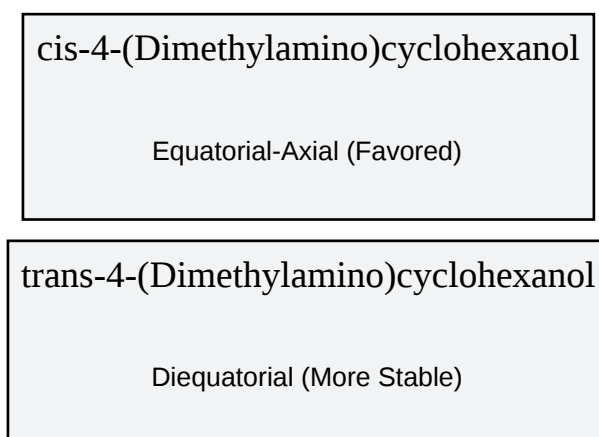 cis-4-(Dimethylamino)cyclohexanol
Equatorial-Axial (Favored)
trans-4-(Dimethylamino)cyclohexanol
Diequatorial (More Stable)